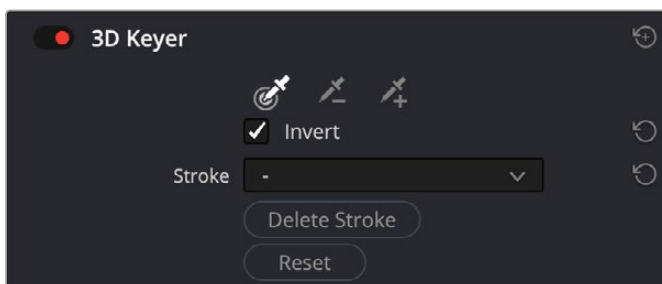 3D Keyer
Invert
Stroke -
Delete Stroke
Reset